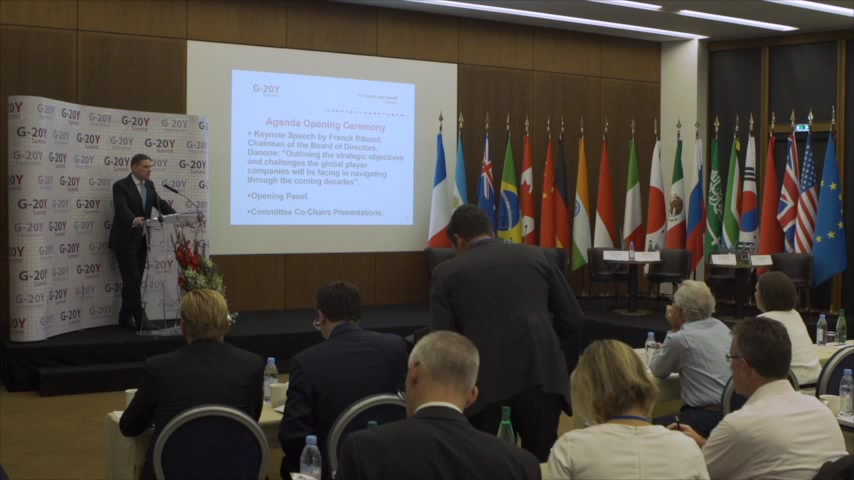 G-20Y
Summit
Agenda Opening Ceremony
• Keynote Speech by Franck Riboud,
Chairman of the Board of Directors,
Danone: "Outlining the strategic objectives
and challenges the global player
companies will be facing in navigating
through the coming decades".
•Opening Panel.
•Committee Co-Chairs Presentations.
G-20Y
Summit